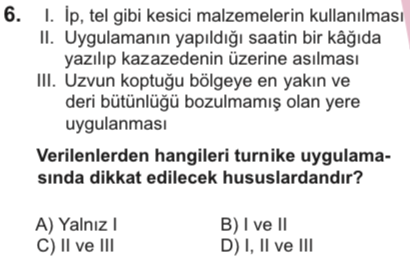 6. I. İp, tel gibi kesici malzemelerin kullanılması
II. Uygulamanın yapıldığı saatin bir kâğıda
yazılıp kazazedenin üzerine asılması
III. Uzvun koptuğu bölgeye en yakın ve
deri bütünlüğü bozulmamış olan yere
uygulanması
Verilenlerden hangileri turnike uygulama-
sında dikkat edilecek hususlardandır?
A) Yalnız I B) I ve II
C) II ve III D) I, II ve III